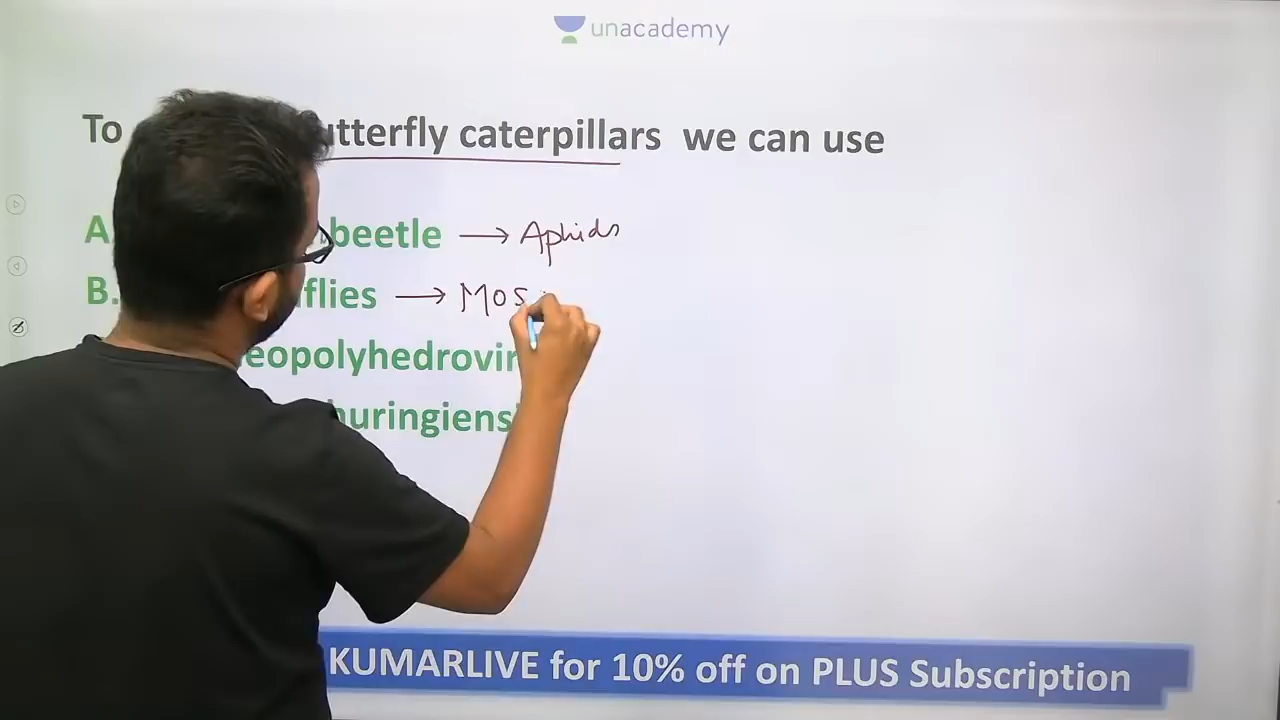 unacademy
To utterfly caterpillars we can use
A. beetle → Aphids
B. flies → Mos
eopolyhedrovir
huringiens
KUMARLIVE for 10% off on PLUS Subscription